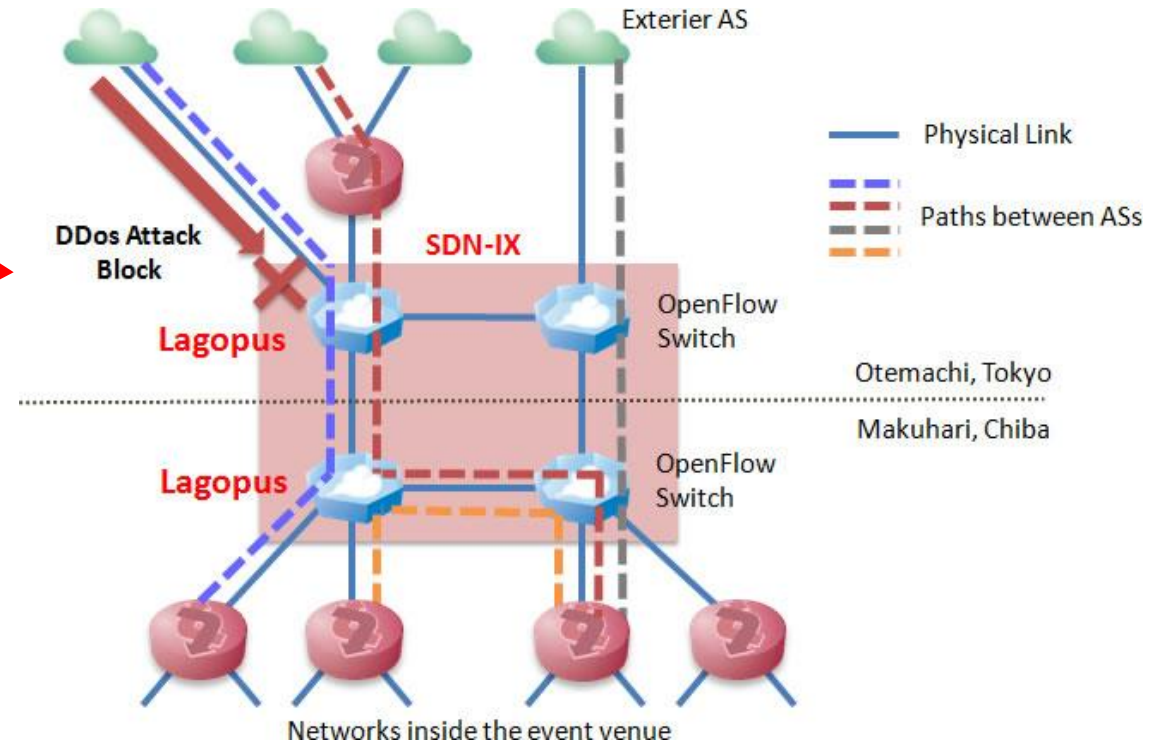 Exterier AS
Physical Link
Paths between ASs
DDos Attack
Block
SDN-IX
Lagopus
OpenFlow
Switch
Otemachi, Tokyo
Makuhari, Chiba
Lagopus
OpenFlow
Switch
Networks inside the event venue